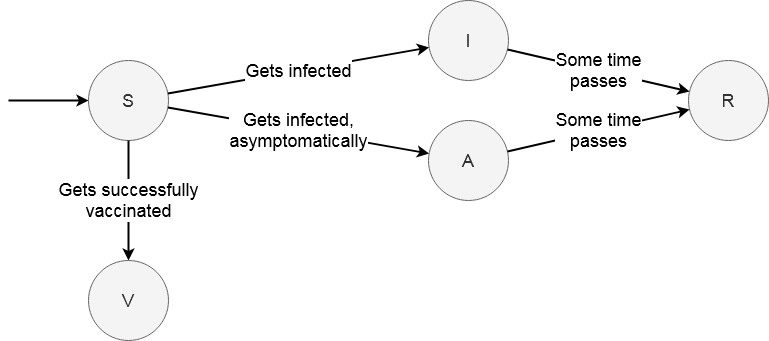 I
Gets infected
Some time
passes
S
R
Gets infected,
asymptomatically
Some time
passes
A
Gets successfully
vaccinated
V